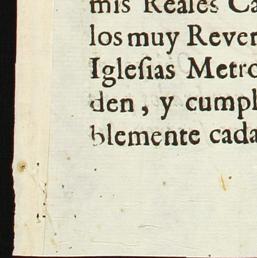 mis Reales Ca
los muy Rever
Igleſias Metro
den, y cumpl
blemente cada